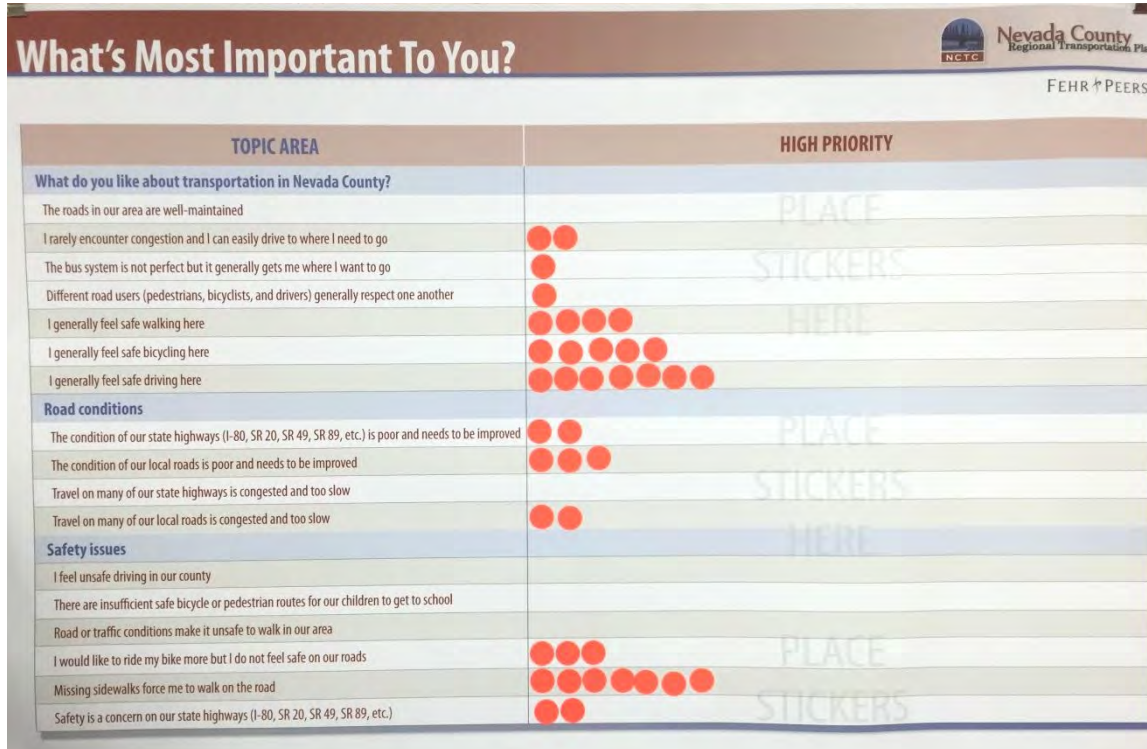 What's Most Important To You?
NCTC
Nevada County
Regional Transportation Pla
FEHR PEERS
TOPIC AREA
HIGH PRIORITY
What do you like about transportation in Nevada County?
The roads in our area are well-maintained
PLACE
I rarely encounter congestion and I can easily drive to where I need to go
The bus system is not perfect but it generally gets me where I want to go
STICKERS
Different road users (pedestrians, bicyclists, and drivers) generally respect one another
I generally feel safe walking here
HERE
I generally feel safe bicycling here
I generally feel safe driving here
Road conditions
The condition of our state highways (I-80, SR 20, SR 49, SR 89, etc.) is poor and needs to be improved
PLACE
The condition of our local roads is poor and needs to be improved
Travel on many of our state highways is congested and too slow
STICKERS
Travel on many of our local roads is congested and too slow
Safety issues
HERE
I feel unsafe driving in our county
There are insufficient safe bicycle or pedestrian routes for our children to get to school
Road or traffic conditions make it unsafe to walk in our area
I would like to ride my bike more but I do not feel safe on our roads
PLACE
Missing sidewalks force me to walk on the road
Safety is a concern on our state highways (I-80, SR 20, SR 49, SR 89, etc.)
STICKERS